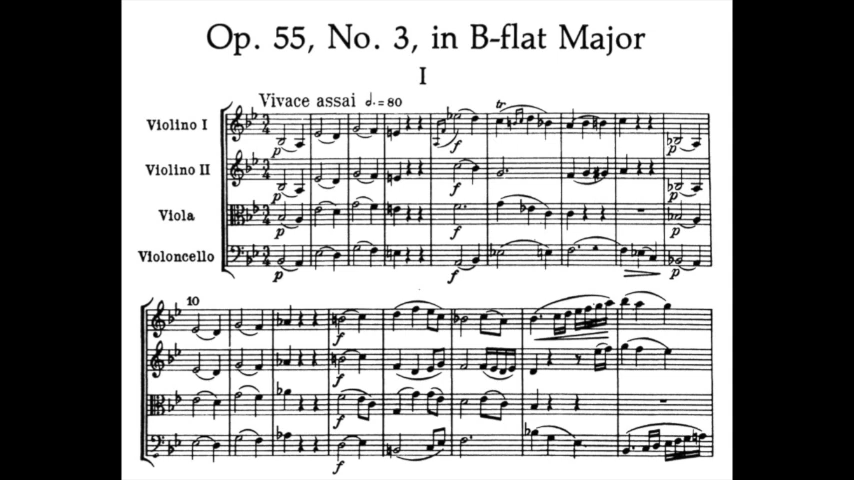 Op. 55, No. 3, in B-flat Major
I
Vivace assai 𝅗𝅥. = 80
Violino I
tr
p
f
Violino II
p
f
p
Viola
p
f
p
Violoncello
p
f
p
10
f
f
f
f